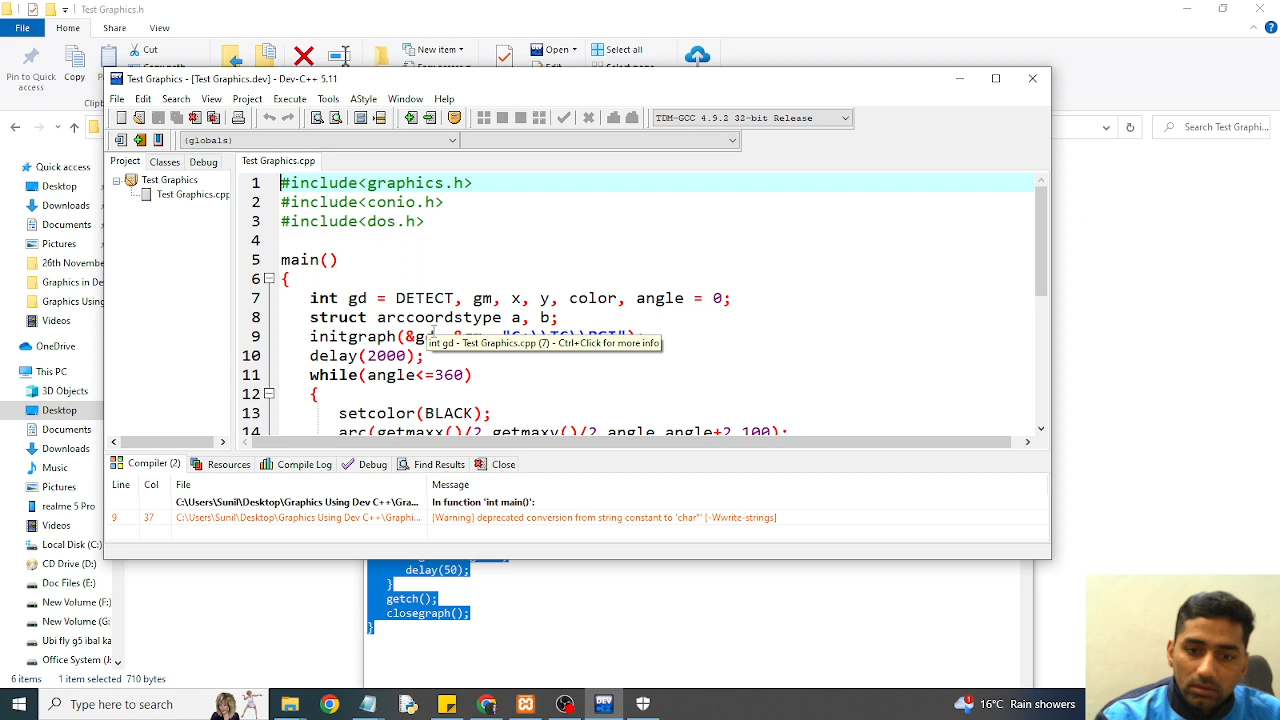 Test Graphics.h
File
Home
Share
View
Pin to Quick access
Copy
Cut
New item
Open
Select all
Clipb
Search Test Graphi...
Quick access
Desktop
Downloads
Documents
Pictures
26th November
Graphics in De
Graphics Using
Videos
OneDrive
This PC
3D Objects
Desktop
Documents
Downloads
Music
Pictures
realme 5 Pro
Videos
Local Disk (C:)
CD Drive (D:)
Doc Files (E:)
New Volume (F:)
New Volume (G:
Ubi fly g5 ibal ka
Office System (
6 items
1 item selected 710 bytes
Test Graphics - [Test Graphics.dev] - Dev-C++ 5.11
File Edit Search View Project Execute Tools AStyle Window Help
TDM-GCC 4.9.2 32-bit Release
(globals)
Project Classes Debug
Test Graphics
Test Graphics.cpp
Test Graphics.cpp
1 #include<graphics.h>
2 #include<conio.h>
3 #include<dos.h>
4
5 main()
6 {
7 int gd = DETECT, gm, x, y, color, angle = 0;
8 struct arccoordstype a, b;
9 initgraph(&gd
int gd - Test Graphics.cpp (7) - Ctrl+Click for more info
10 delay(2000);
11 while(angle<=360)
12 {
13 setcolor(BLACK);
14 arc(getmaxx()/2,getmaxy()/2,angle,angle+2,100);
Compiler (2) Resources Compile Log Debug Find Results Close
Line Col File Message
C:\Users\Sunil\Desktop\Graphics Using Dev C++\Gra... In function 'int main()':
9 37 C:\Users\Sunil\Desktop\Graphics Using Dev C++\Graphi... [Warning] deprecated conversion from string constant to 'char*' [-Wwrite-strings]
delay(50);
}
getch();
closegraph();
}
Type here to search
DEV
16°C Rain showers